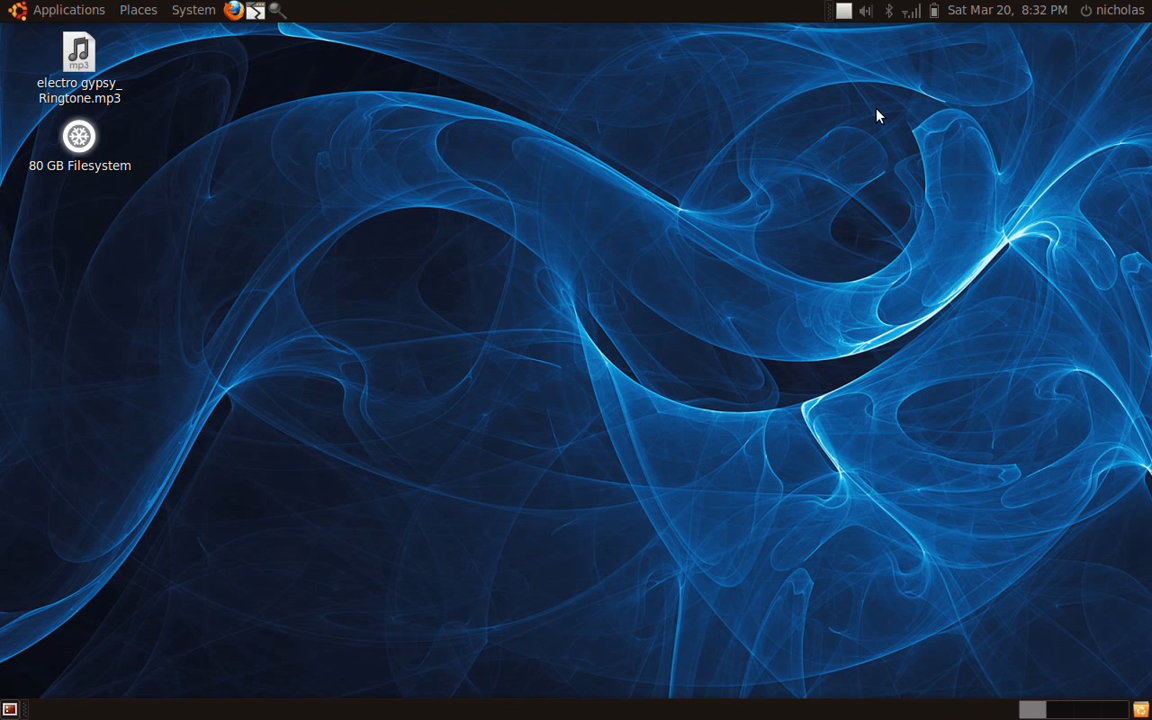 Applications Places System Sat Mar 20, 8:32 PM nicholas
mp3
electro gypsy_
Ringtone.mp3
80 GB Filesystem